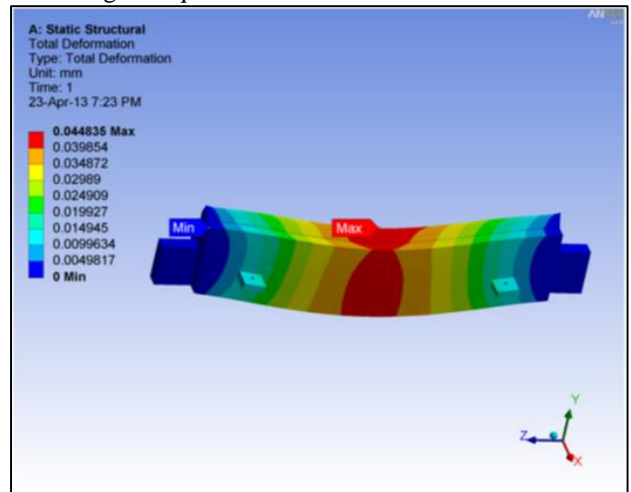 A: Static Structural
Total Deformation
Type: Total Deformation
Unit: mm
Time: 1
23-Apr-13 7:23 PM
0.044835 Max
0.039854
0.034872
0.02989
0.024909
0.019927
0.014945
0.0099634
0.0049817
0 Min
Min
Max
Y
Z
X